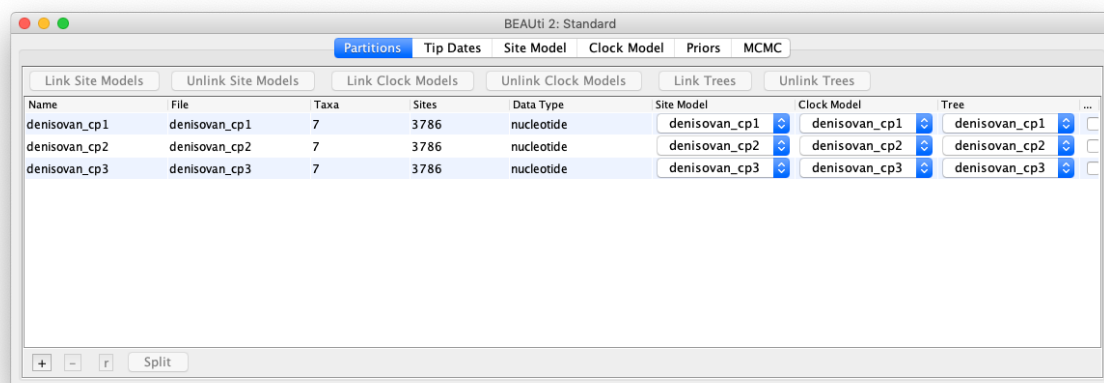 BEAUti 2: Standard
Partitions Tip Dates Site Model Clock Model Priors MCMC
Link Site Models Unlink Site Models Link Clock Models Unlink Clock Models Link Trees Unlink Trees
Name File Taxa Sites Data Type Site Model Clock Model Tree ...
denisovan_cp1 denisovan_cp1 7 3786 nucleotide denisovan_cp1 denisovan_cp1 denisovan_cp1
denisovan_cp2 denisovan_cp2 7 3786 nucleotide denisovan_cp2 denisovan_cp2 denisovan_cp2
denisovan_cp3 denisovan_cp3 7 3786 nucleotide denisovan_cp3 denisovan_cp3 denisovan_cp3
+ - r Split